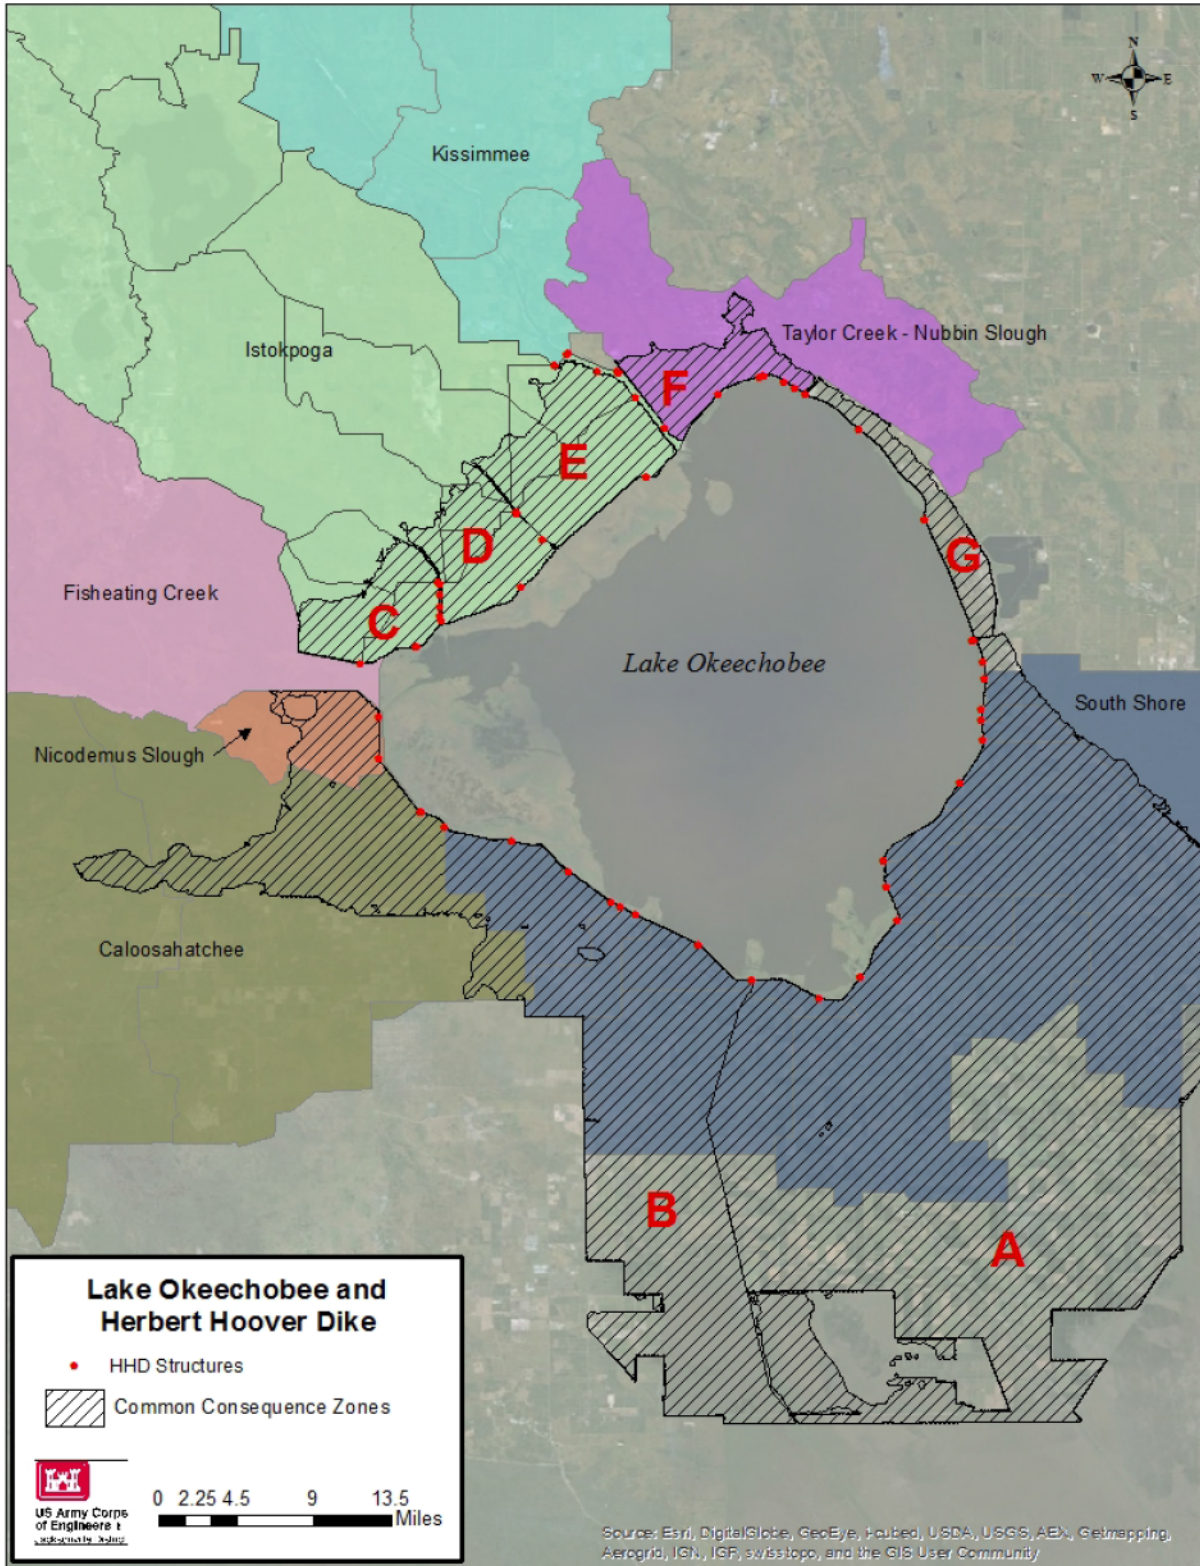 N
W E
S
Kissimmee
Taylor Creek - Nubbin Slough
Istokpoga
F
E
D
G
Fisheating Creek
C
Lake Okeechobee
South Shore
Nicodemus Slough
Caloosahatchee
B
A
Lake Okeechobee and
Herbert Hoover Dike
HHD Structures
Common Consequence Zones
US Army Corps
of Engineers
Jacksonville District
0 2.25 4.5 9 13.5
Miles
Source: Esri, DigitalGlobe, GeoEye, i-cubed, USDA, USGS, AEX, Getmapping,
Aerogrid, IGN, IGP, swisstopo, and the GIS User Community